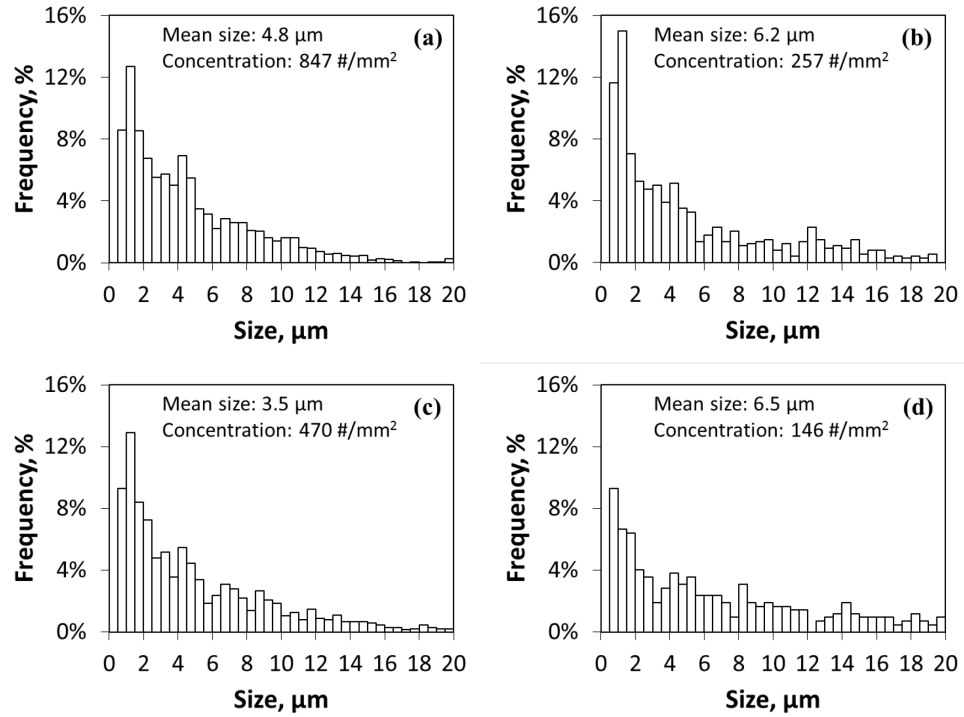 16%
12%
8%
4%
0%
Frequency, %
Mean size: 4.8 µm
Concentration: 847 #/mm²
(a)
0 2 4 6 8 10 12 14 16 18 20
Size, µm
16%
12%
8%
4%
0%
Frequency, %
Mean size: 6.2 µm
Concentration: 257 #/mm²
(b)
0 2 4 6 8 10 12 14 16 18 20
Size, µm
16%
12%
8%
4%
0%
Frequency, %
Mean size: 3.5 µm
Concentration: 470 #/mm²
(c)
0 2 4 6 8 10 12 14 16 18 20
Size, µm
16%
12%
8%
4%
0%
Frequency, %
Mean size: 6.5 µm
Concentration: 146 #/mm²
(d)
0 2 4 6 8 10 12 14 16 18 20
Size, µm